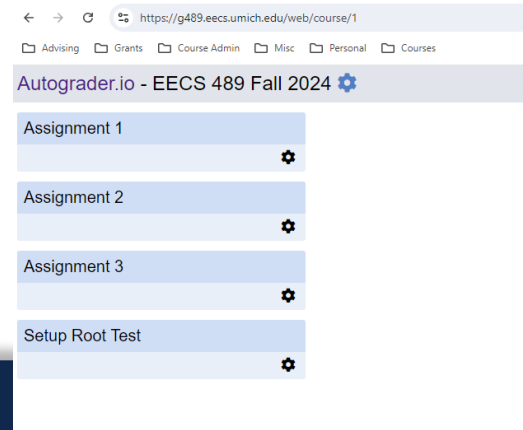 https://g489.eecs.umich.edu/web/course/1
Advising Grants Course Admin Misc Personal Courses
Autograder.io - EECS 489 Fall 2024
Assignment 1
Assignment 2
Assignment 3
Setup Root Test